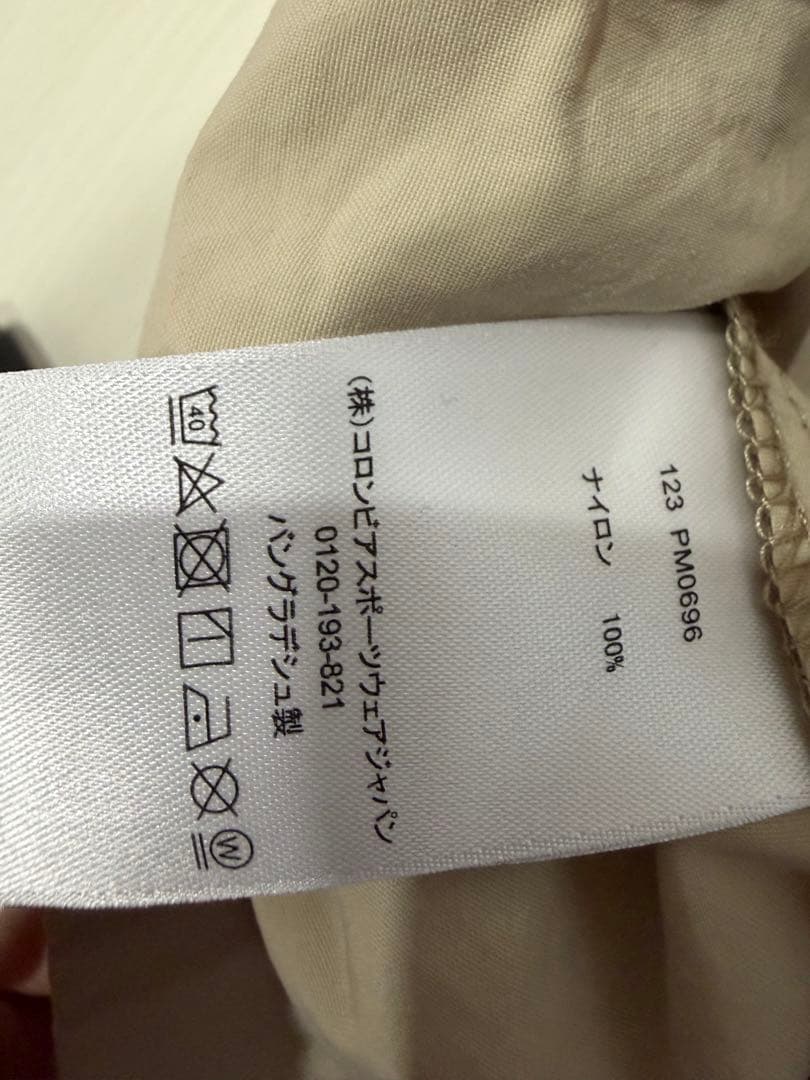 123 PM0696
ナイロン 100%
(株)コロンビアスポーツウェアジャパン
0120-193-821
バングラデシュ製
40
W